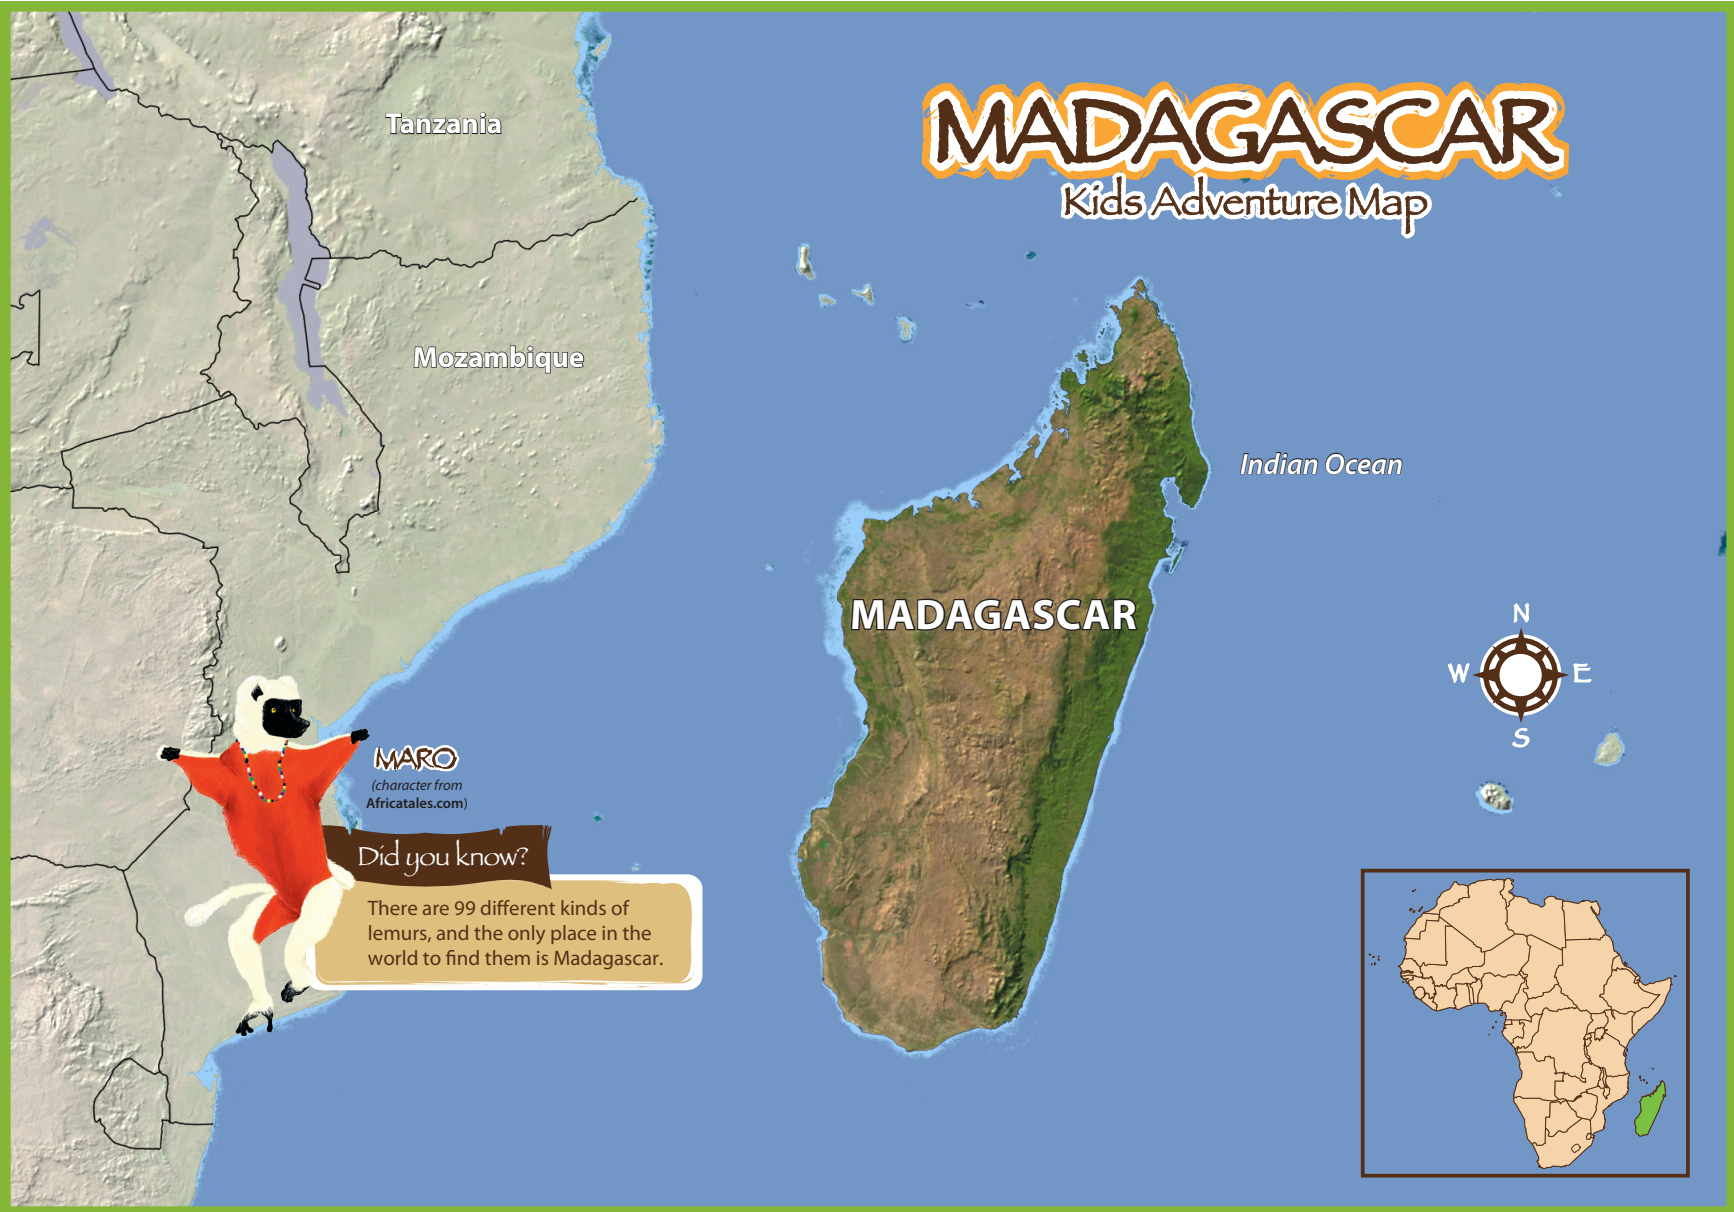 MADAGASCAR
Kids Adventure Map
Tanzania
Mozambique
Indian Ocean
MADAGASCAR
N
W
E
S
MARO
(character from
Africatales.com)
Did you know?
There are 99 different kinds of
lemurs, and the only place in the
world to find them is Madagascar.